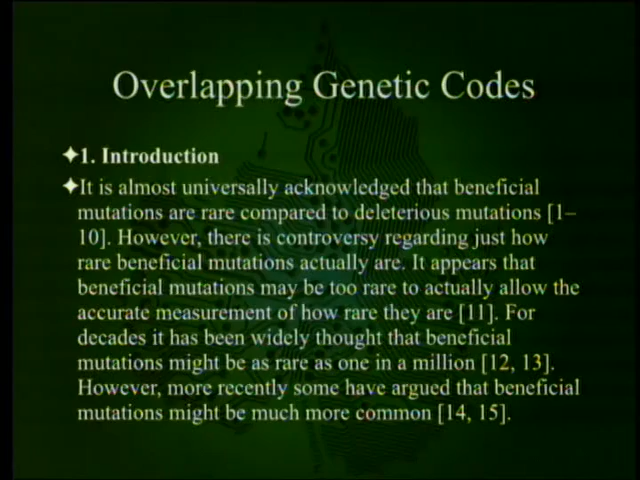 Overlapping Genetic Codes
✦1. Introduction
✦It is almost universally acknowledged that beneficial
mutations are rare compared to deleterious mutations [1–
10]. However, there is controversy regarding just how
rare beneficial mutations actually are. It appears that
beneficial mutations may be too rare to actually allow the
accurate measurement of how rare they are [11]. For
decades it has been widely thought that beneficial
mutations might be as rare as one in a million [12, 13].
However, more recently some have argued that beneficial
mutations might be much more common [14, 15].